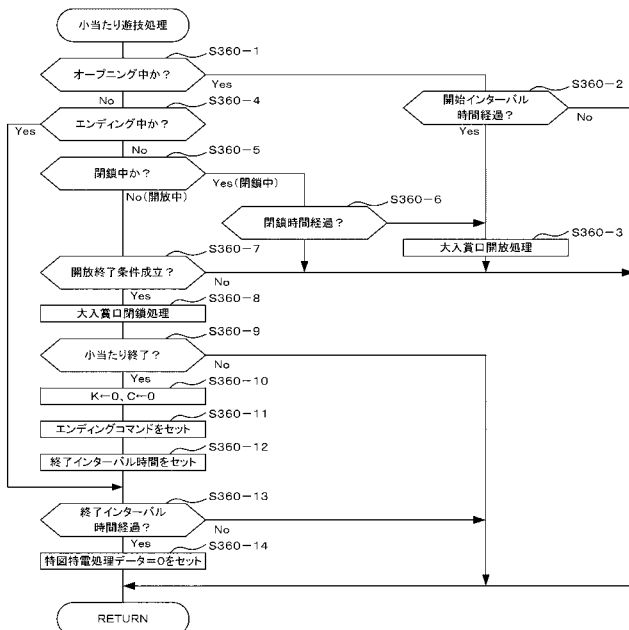 小当たり遊技処理
S360-1
オープニング中か?
Yes
No
S360-2
開始インターバル
時間経過?
No
Yes
S360-4
Yes
エンディング中か?
No
S360-5
閉鎖中か?
Yes(閉鎖中)
No(開放中)
S360-6
閉鎖時間経過?
S360-3
大入賞口開放処理
S360-7
開放終了条件成立?
No
Yes
S360-8
大入賞口閉鎖処理
S360-9
小当たり終了?
No
Yes
S360-10
K←0、C←0
S360-11
エンディングコマンドをセット
S360-12
終了インターバル時間をセット
S360-13
終了インターバル
時間経過?
No
Yes
S360-14
特図特電処理データ=0をセット
RETURN